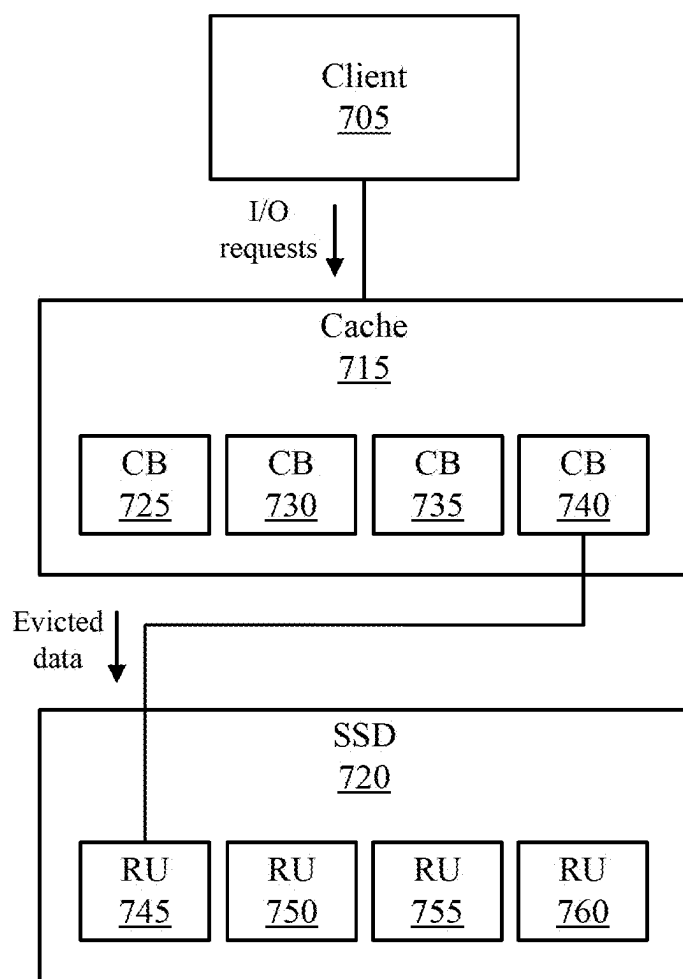 Client
705
I/O
requests
Cache
715
CB
725
CB
730
CB
735
CB
740
Evicted
data
SSD
720
RU
745
RU
750
RU
755
RU
760